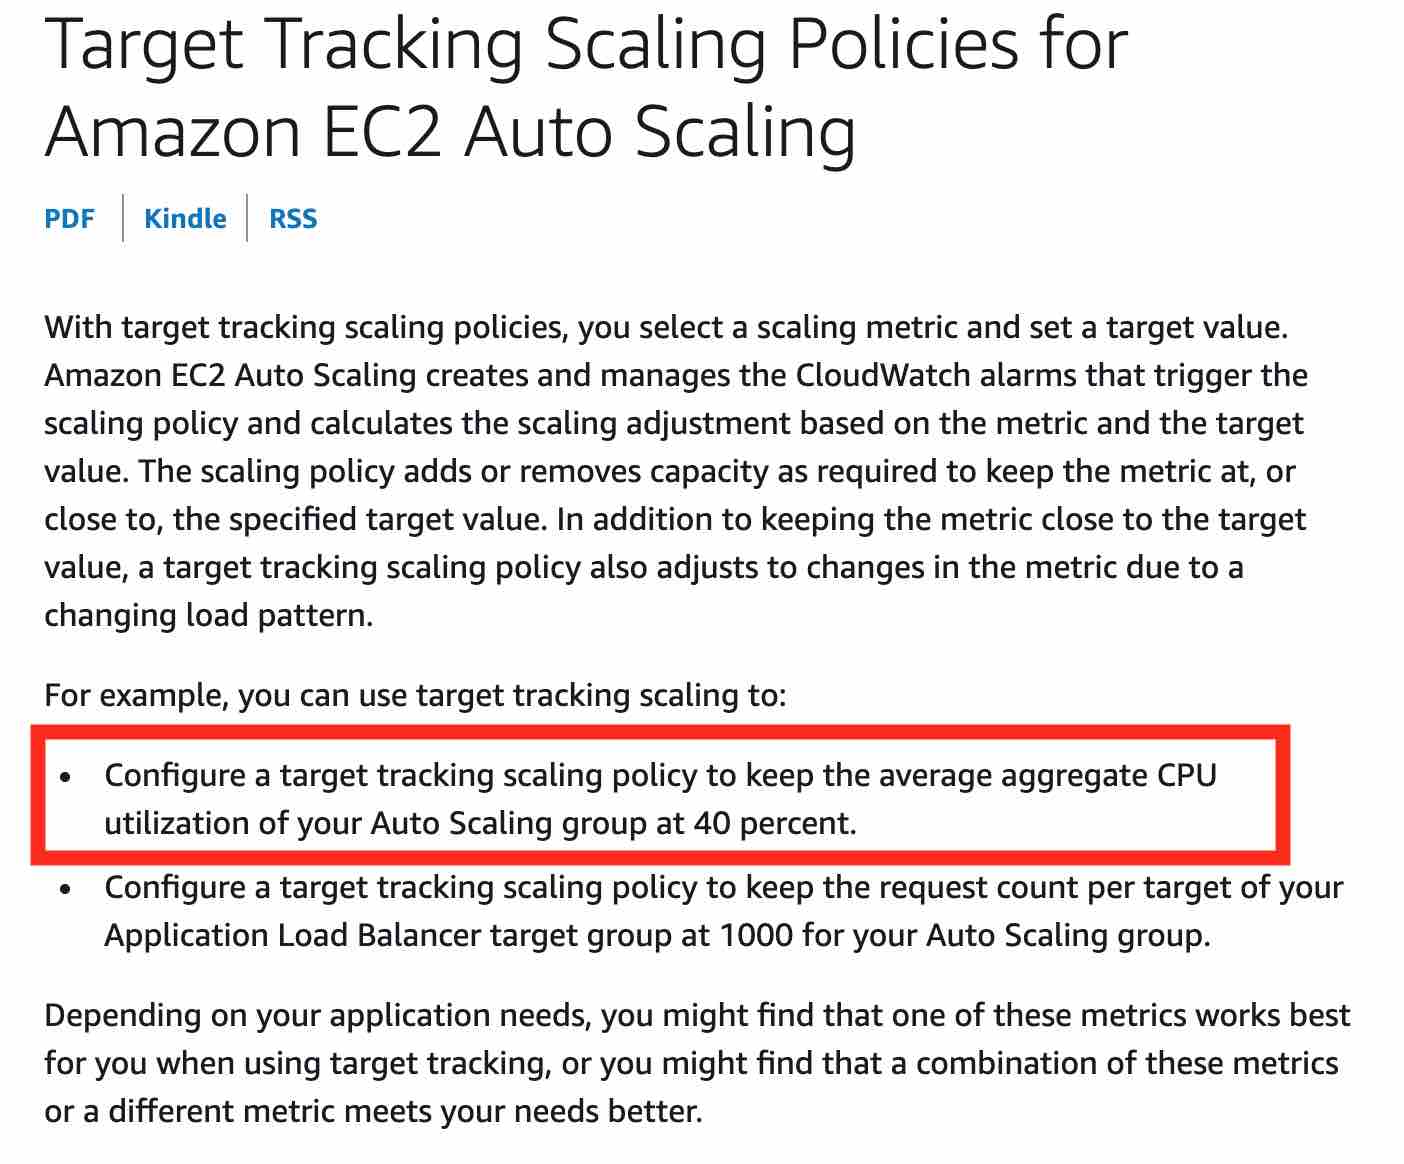 Target Tracking Scaling Policies for
Amazon EC2 Auto Scaling
PDF
Kindle
RSS
With target tracking scaling policies, you select a scaling metric and set a target value.
Amazon EC2 Auto Scaling creates and manages the CloudWatch alarms that trigger the
scaling policy and calculates the scaling adjustment based on the metric and the target
value. The scaling policy adds or removes capacity as required to keep the metric at, or
close to, the specified target value. In addition to keeping the metric close to the target
value, a target tracking scaling policy also adjusts to changes in the metric due to a
changing load pattern.
For example, you can use target tracking scaling to:
• Configure a target tracking scaling policy to keep the average aggregate CPU
utilization of your Auto Scaling group at 40 percent.
• Configure a target tracking scaling policy to keep the request count per target of your
Application Load Balancer target group at 1000 for your Auto Scaling group.
Depending on your application needs, you might find that one of these metrics works best
for you when using target tracking, or you might find that a combination of these metrics
or a different metric meets your needs better.